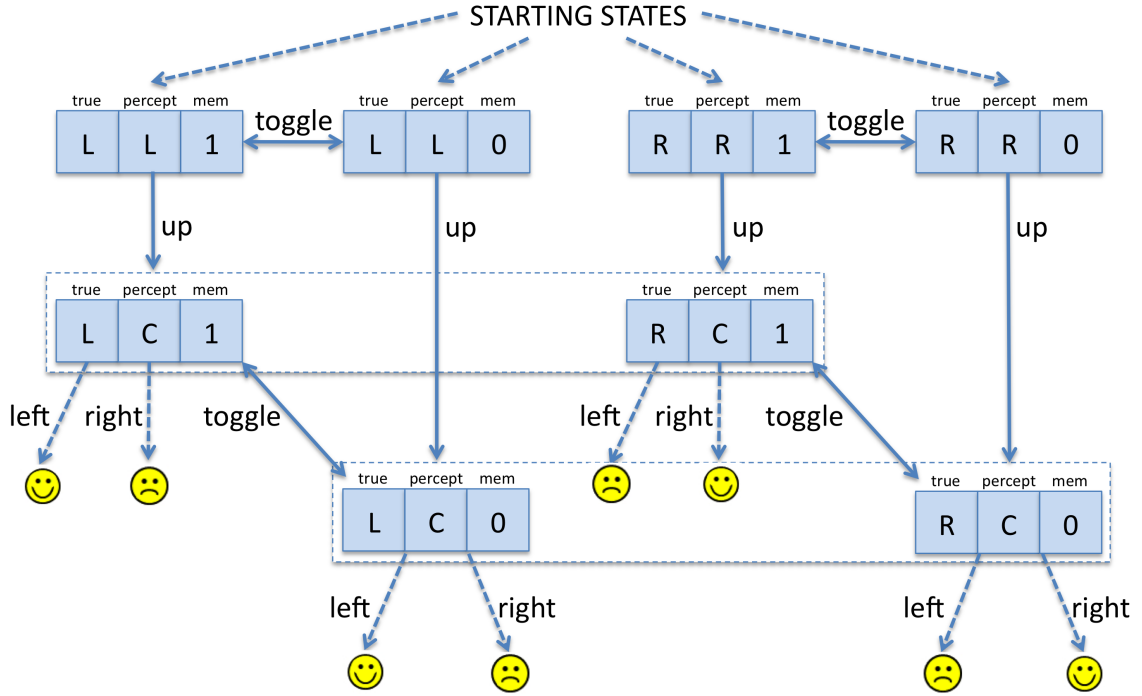 STARTING STATES
true percept mem true percept mem true percept mem true percept mem
L L 1 toggle L L 0 R R 1 toggle R R 0
up up up up
true percept mem true percept mem
L C 1 R C 1
left right toggle left right toggle
true percept mem true percept mem
L C 0 R C 0
left right left right